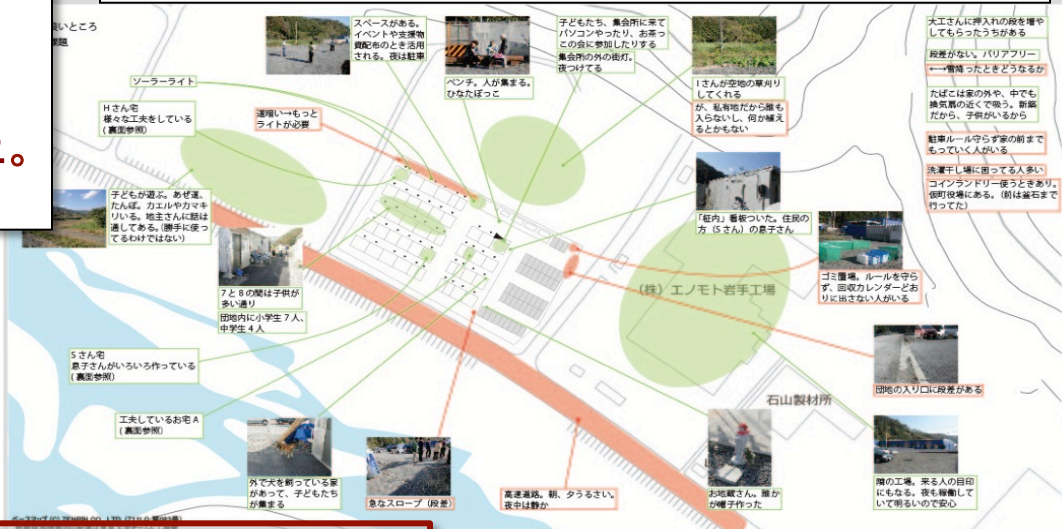 良いところ
課題
ソーラーライト
Hさん宅
様々な工夫をしている
(裏面参照)
道暗い→もっと
ライトが必要
スペースがある。
イベントや支援物
資配布のとき活用
される。夜は駐車
ベンチ。人が集まる。
ひなたぼっこ
子どもたち、集会所に来て
パソコンやったり、お茶っ
この会に参加したりする
集会所の外の街灯。
夜つけてる
Iさんが空地の草刈り
してくれる
が、私有地だから誰も
入らないし、何か植え
るとかもない
大工さんに押入れの段を増や
してもらったうちがある
段差がない。バリアフリー
←→雪降ったときどうなるか
たばこは家の外や、中でも
換気扇の近くで吸う。新築
だから、子供がいるから
駐車ルール守らず家の前まで
もっていく人がいる
洗濯干し場に困ってる人多い
コインランドリー使うときあり。
仮町役場にある。(前は釜石まで
行ってた)
子どもが遊ぶ。あぜ道、
たんぼ。カエルやカマキ
リいる。地主さんに話は
通してある。(勝手に使っ
てるわけではない)
7と8の間は子供が
多い通り
団地内に小学生7人、
中学生4人
「柾内」看板ついた。住民の
方(Sさん)の息子さん
(株)エノモト岩手工場
ゴミ置場。ルールを守ら
ず、回収カレンダーどお
りに出さない人がいる
Sさん宅
息子さんがいろいろ作っている
(裏面参照)
団地の入り口に段差がある
石山製材所
工夫しているお宅A
(裏面参照)
外で犬を飼っている家
があって、子どもたち
が集まる
急なスロープ(段差)
高速道路。朝、夕うるさい。
夜中は静か
お地蔵さん。誰か
が帽子作った
隣の工場。来る人の目印
にもなる。夜も稼働して
いて明るいので安心